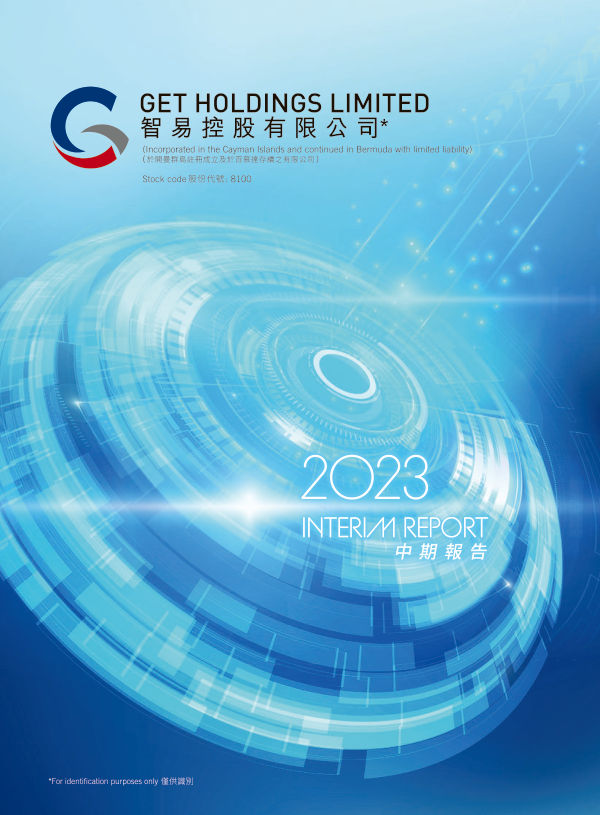 GET HOLDINGS LIMITED
智易控股有限公司*
(Incorporated in the Cayman Islands and continued in Bermuda with limited liability)
(於開曼群島註冊成立及於百慕達存續之有限公司)
Stock code 股份代號: 8100
2023
INTERIM REPORT
中期報告
*For identification purposes only 僅供識別